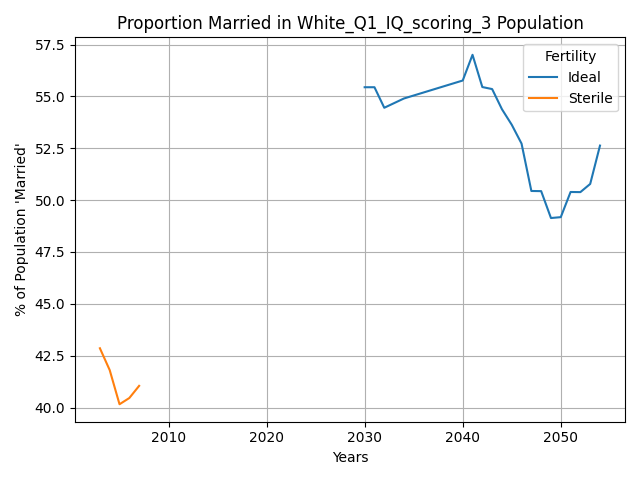 Proportion Married in White_Q1_IQ_scoring_3 Population
57.5
55.0
52.5
50.0
47.5
45.0
42.5
40.0
% of Population 'Married'
Fertility
Ideal
Sterile
2010 2020 2030 2040 2050
Years